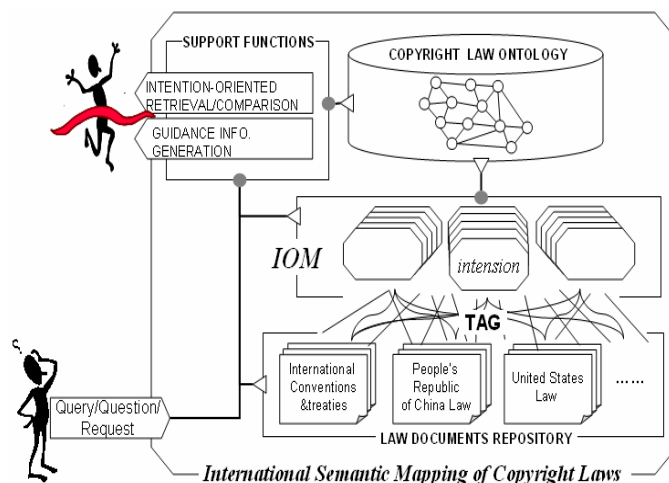 SUPPORT FUNCTIONS
INTENTION-ORIENTED
RETRIEVAL/COMPARISON
GUIDANCE INFO.
GENERATION
COPYRIGHT LAW ONTOLOGY
IOM
intension
TAG
International
Conventions
&treaties
People's
Republic
of China Law
United States
Law
......
LAW DOCUMENTS REPOSITORY
?
Query/Question/
Request
International Semantic Mapping of Copyright Laws